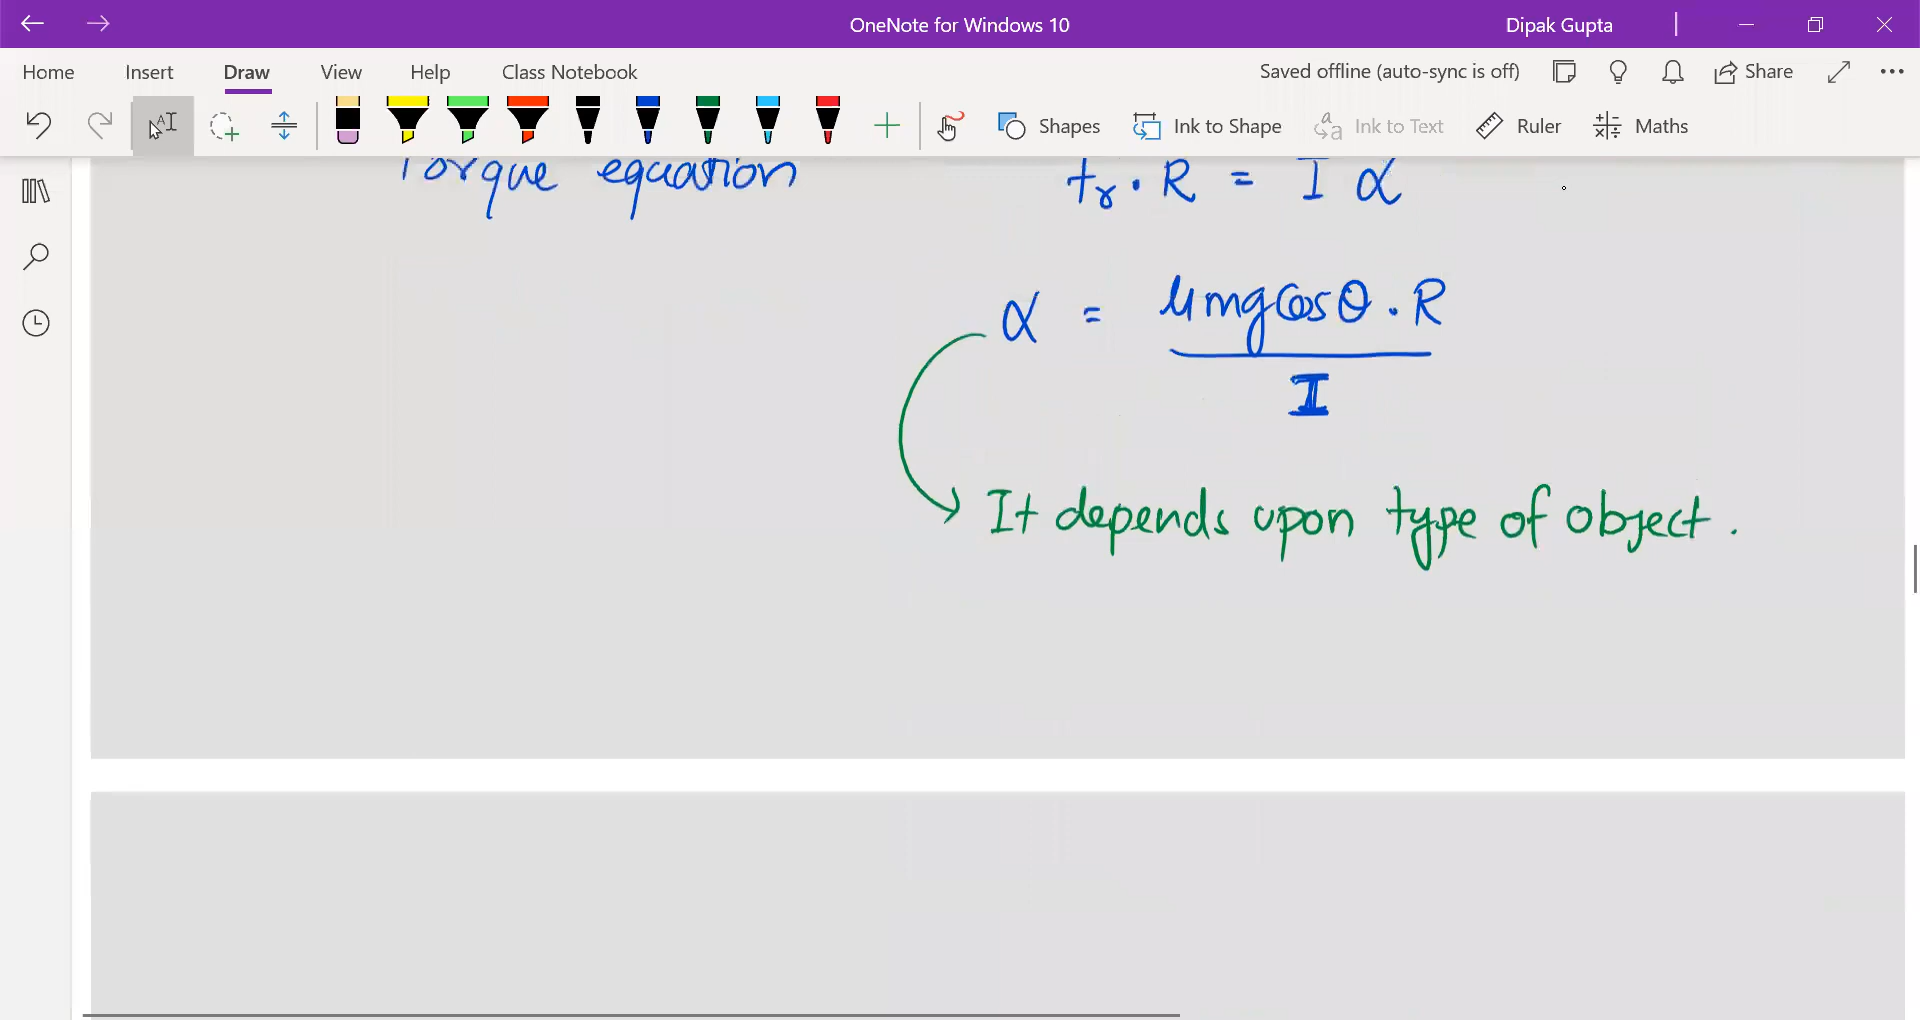 OneNote for Windows 10
Dipak Gupta
Home Insert Draw View Help Class Notebook
Saved offline (auto-sync is off) Share
Shapes Ink to Shape Ink to Text Ruler Maths
Torque equation fr . R = I α
α = μmgCosθ . R
I
It depends upon type of object .